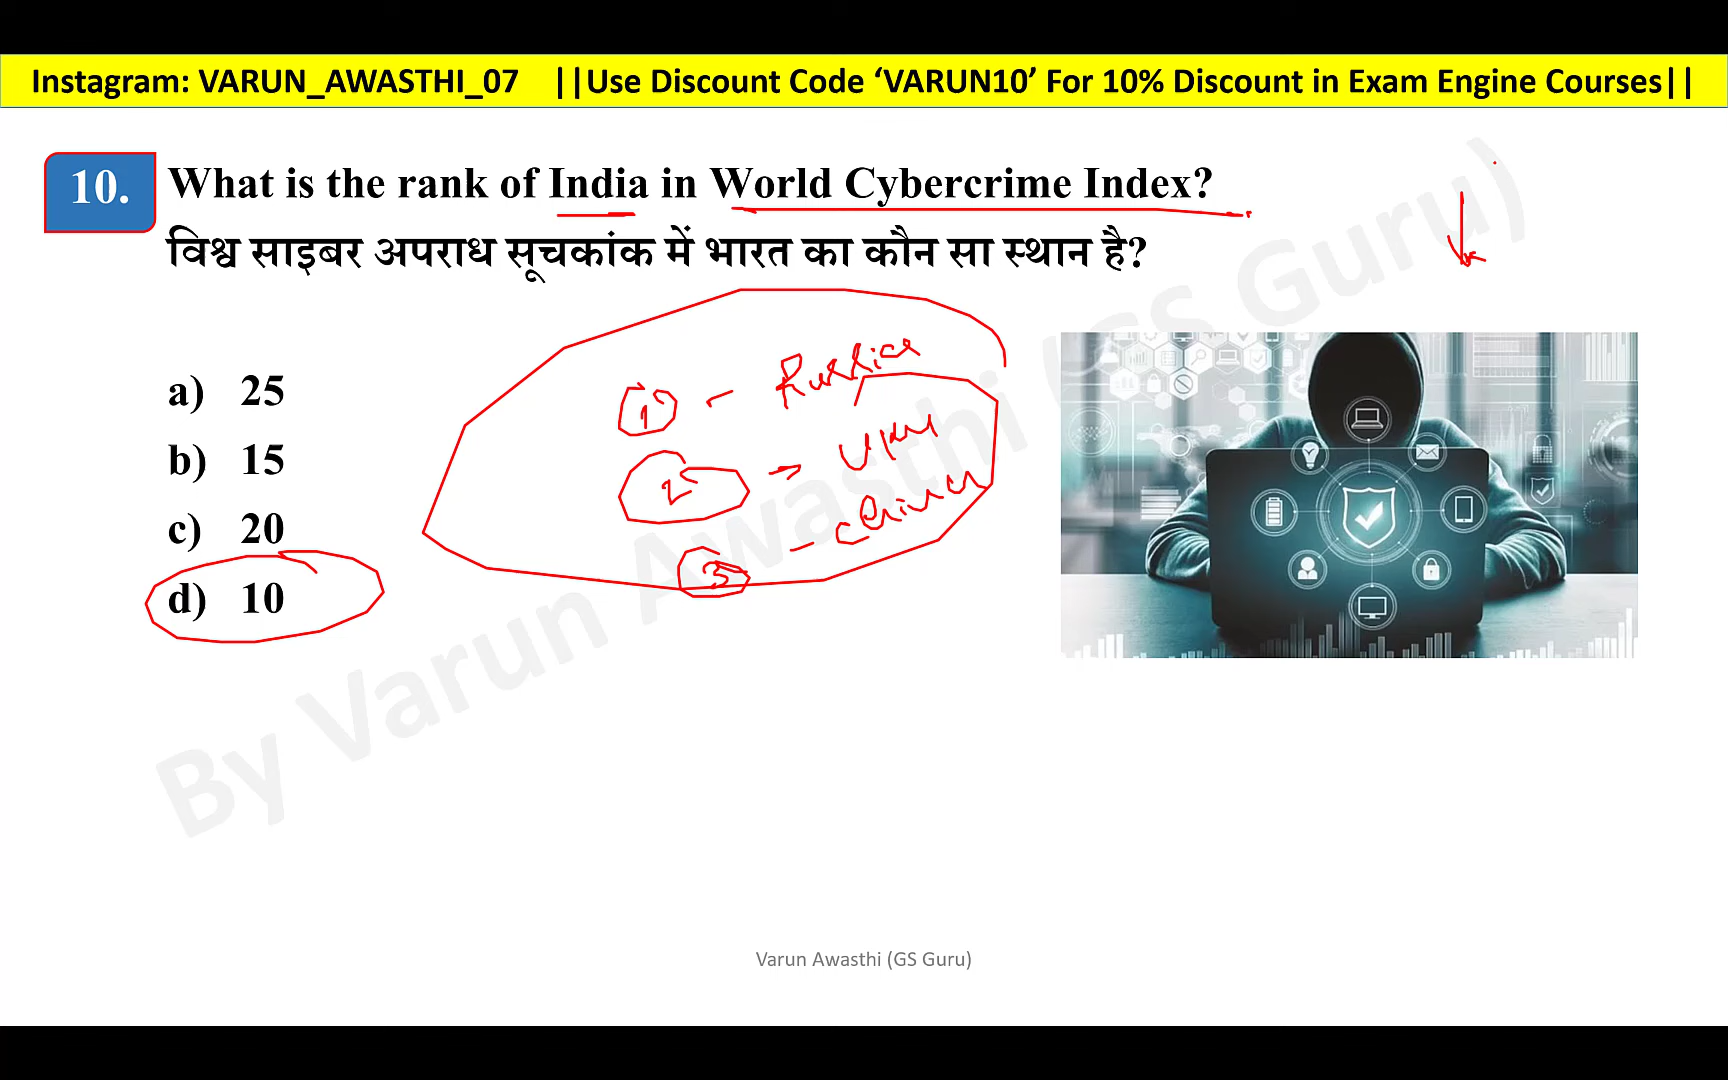 Instagram: VARUN_AWASTHI_07 ||Use Discount Code ‘VARUN10’ For 10% Discount in Exam Engine Courses||
10. What is the rank of India in World Cybercrime Index?
विश्व साइबर अपराध सूचकांक में भारत का कौन सा स्थान है?
a) 25
b) 15
c) 20
d) 10
1 - Russia
2 -
3 - China
By Varun Awasthi (GS Guru)
Varun Awasthi (GS Guru)